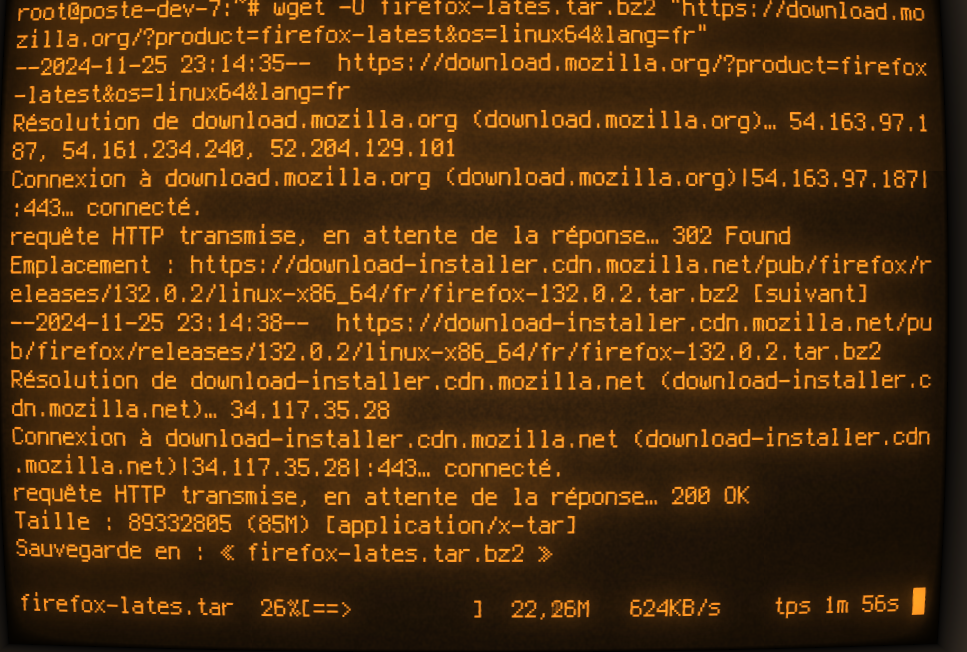 root@poste-dev-7:~# wget -O firefox-lates.tar.bz2 "https://download.mo
zilla.org/?product=firefox-latest&os=linux64&lang=fr"
--2024-11-25 23:14:35--  https://download.mozilla.org/?product=firefox
-latest&os=linux64&lang=fr
Résolution de download.mozilla.org (download.mozilla.org)… 54.163.97.1
87, 54.161.234.240, 52.204.129.101
Connexion à download.mozilla.org (download.mozilla.org)|54.163.97.187|
:443… connecté.
requête HTTP transmise, en attente de la réponse… 302 Found
Emplacement : https://download-installer.cdn.mozilla.net/pub/firefox/r
eleases/132.0.2/linux-x86_64/fr/firefox-132.0.2.tar.bz2 [suivant]
--2024-11-25 23:14:38--  https://download-installer.cdn.mozilla.net/pu
b/firefox/releases/132.0.2/linux-x86_64/fr/firefox-132.0.2.tar.bz2
Résolution de download-installer.cdn.mozilla.net (download-installer.c
dn.mozilla.net)… 34.117.35.28
Connexion à download-installer.cdn.mozilla.net (download-installer.cdn
.mozilla.net)|34.117.35.28|:443… connecté.
requête HTTP transmise, en attente de la réponse… 200 OK
Taille : 89332805 (85M) [application/x-tar]
Sauvegarde en : « firefox-lates.tar.bz2 »
firefox-lates.tar  26%[==>          ]  22,26M   624KB/s    tps 1m 56s